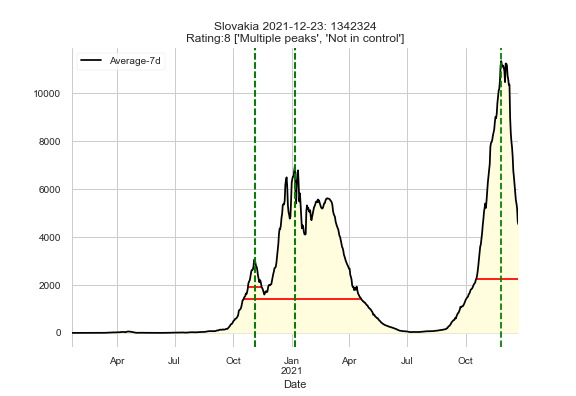 Slovakia 2021-12-23: 1342324
Rating:8 ['Multiple peaks', 'Not in control']
Average-7d
10000
8000
6000
4000
2000
0
Apr
Jul
Oct
Jan
2021
Apr
Jul
Oct
Date